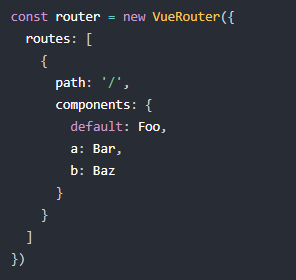 const router = new VueRouter({
  routes: [
    {
      path: '/',
      components: {
        default: Foo,
        a: Bar,
        b: Baz
      }
    }
  ]
})